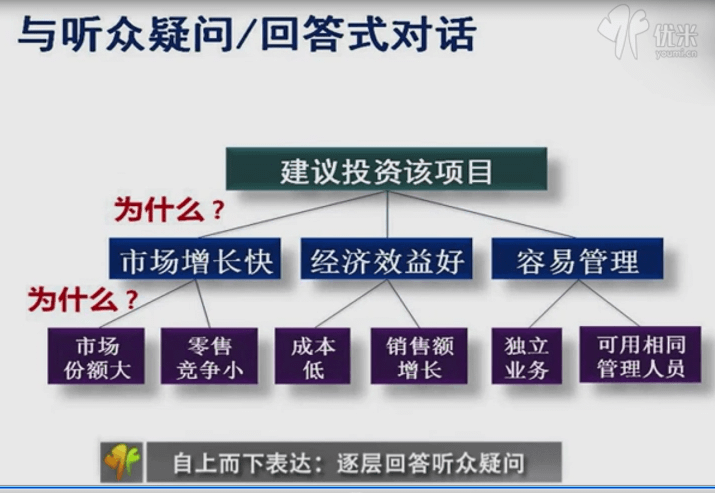 与听众疑问/回答式对话
优米
youmi.cn
建议投资该项目
为什么？
市场增长快
经济效益好
容易管理
为什么？
市场
份额大
零售
竞争小
成本
低
销售额
增长
独立
业务
可用相同
管理人员
自上而下表达：逐层回答听众疑问